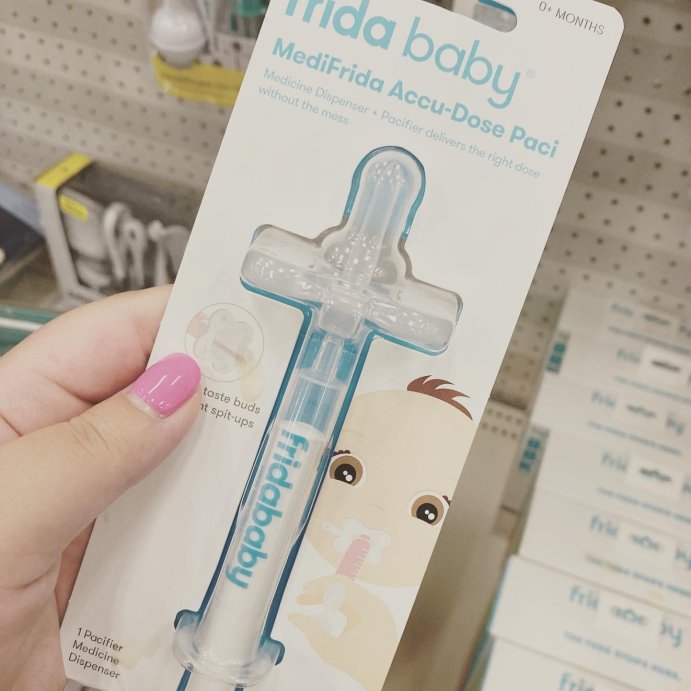 0+ MONTHS
frida baby®
MediFrida Accu-Dose Paci
Medicine Dispenser + Pacifier delivers the right dose
without the mess
taste buds
spit-ups
fridababy
1 Pacifier
Medicine
Dispenser